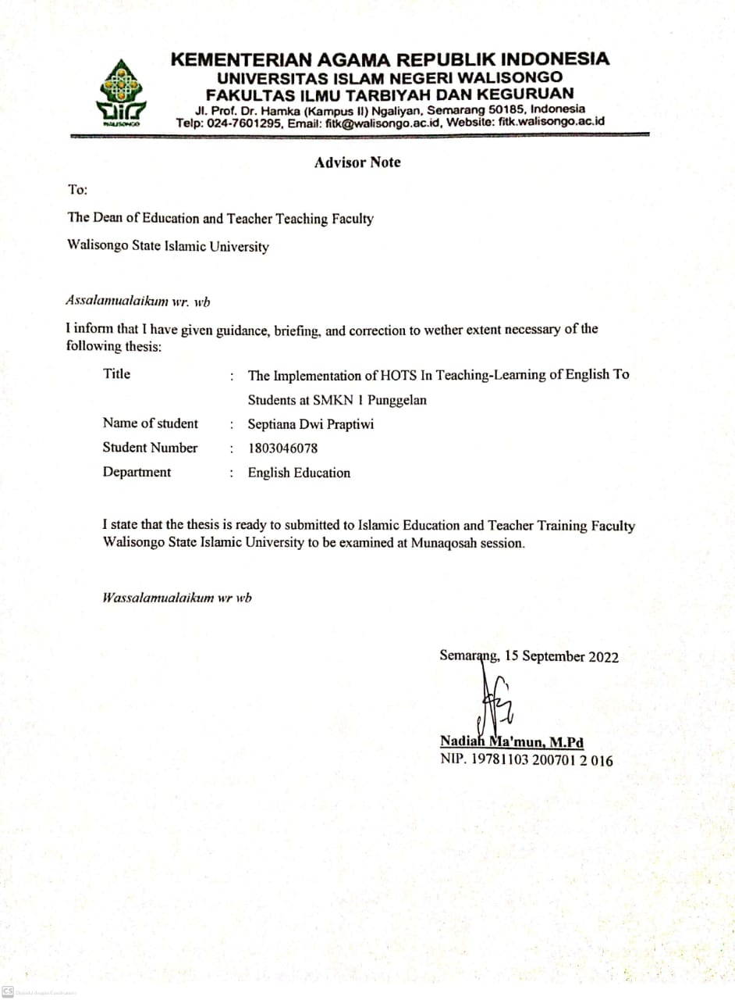 KEMENTERIAN AGAMA REPUBLIK INDONESIA
UNIVERSITAS ISLAM NEGERI WALISONGO
FAKULTAS ILMU TARBIYAH DAN KEGURUAN
Jl. Prof. Dr. Hamka (Kampus II) Ngaliyan, Semarang 50185, Indonesia
Telp: 024-7601295, Email: fitk@walisongo.ac.id, Website: fitk.walisongo.ac.id
WALISONGO
Advisor Note
To:
The Dean of Education and Teacher Teaching Faculty
Walisongo State Islamic University
Assalamualaikum wr. wb
I inform that I have given guidance, briefing, and correction to wether extent necessary of the
following thesis:
Title : The Implementation of HOTS In Teaching-Learning of English To
Students at SMKN 1 Punggelan
Name of student : Septiana Dwi Praptiwi
Student Number : 1803046078
Department : English Education
I state that the thesis is ready to submitted to Islamic Education and Teacher Training Faculty
Walisongo State Islamic University to be examined at Munaqosah session.
Wassalamualaikum wr wb
Semarang, 15 September 2022
Nadiah Ma'mun, M.Pd
NIP. 19781103 200701 2 016
CS